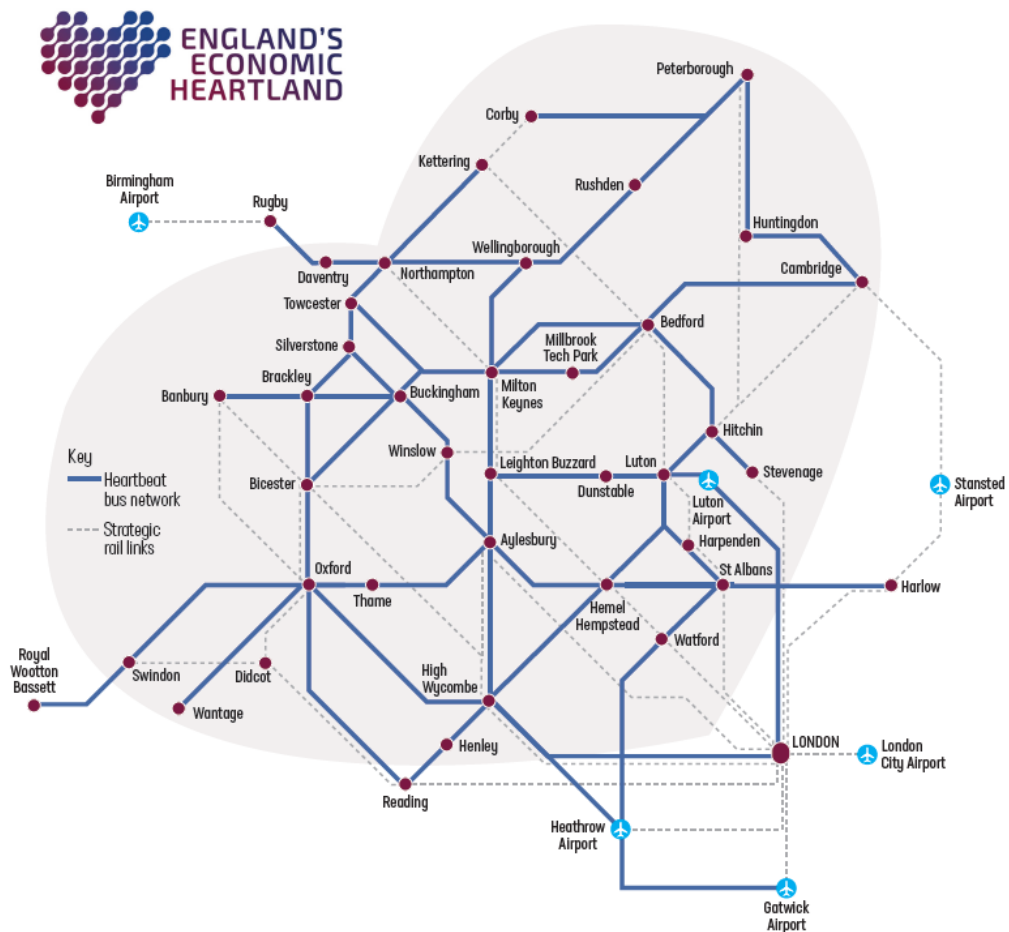 ENGLAND'S
ECONOMIC
HEARTLAND
Peterborough
Corby
Kettering
Rushden
Birmingham
Airport
Rugby
Huntingdon
Wellingborough
Daventry
Northampton
Cambridge
Towcester
Bedford
Silverstone
Millbrook
Tech Park
Brackley
Banbury
Buckingham
Milton
Keynes
Hitchin
Winslow
Key
Heartbeat
bus network
Strategic
rail links
Leighton Buzzard
Luton
Stevenage
Bicester
Dunstable
Luton
Airport
Stansted
Airport
Aylesbury
Harpenden
Oxford
St Albans
Thame
Hemel
Hempstead
Harlow
Watford
Royal
Wootton
Bassett
Swindon
Didcot
High
Wycombe
Wantage
Henley
LONDON
London
City Airport
Reading
Heathrow
Airport
Gatwick
Airport